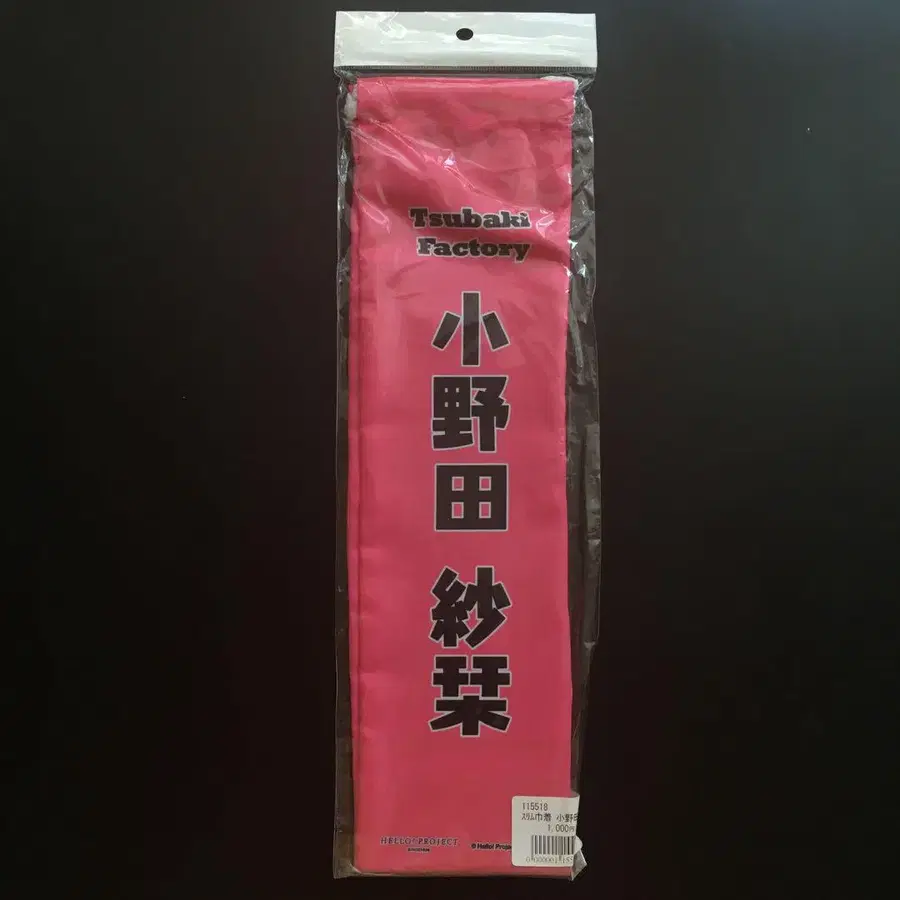 Tsubaki
Factory
小野田
紗栞
HELLO! PROJECT
© Hello! Proje
115518
ｽﾘﾑ巾着 小野田
1,000円